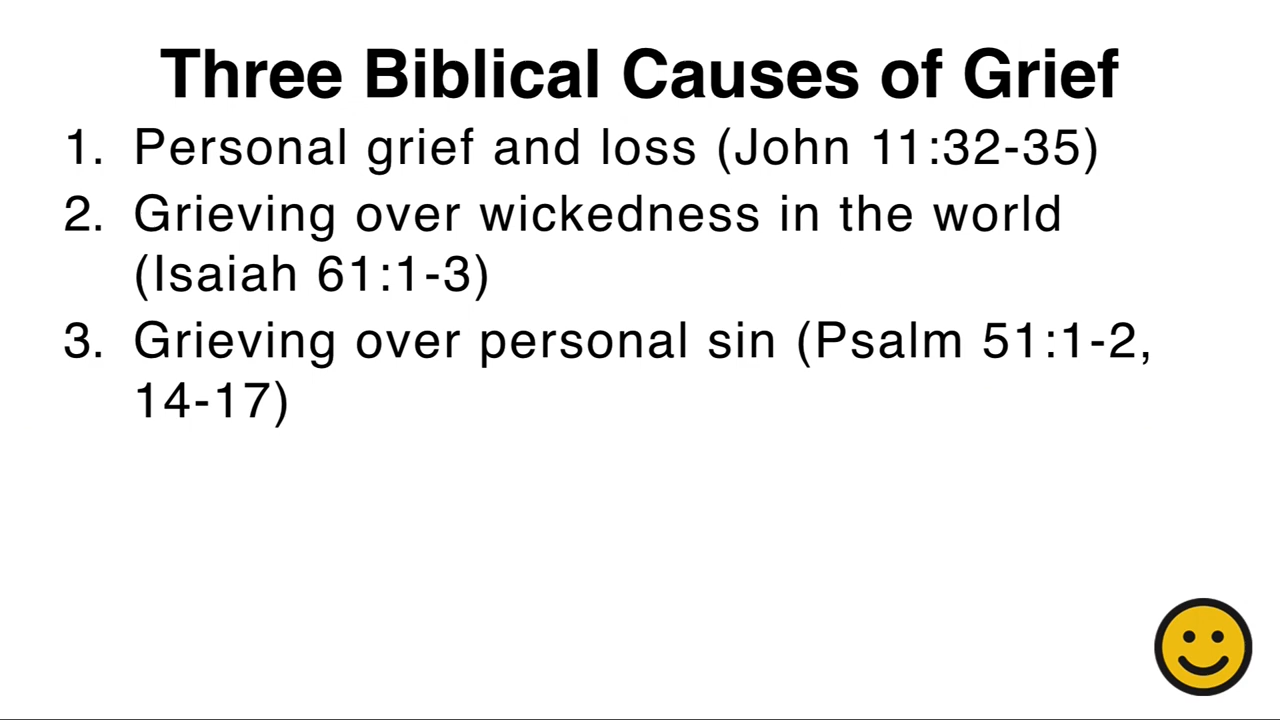 Three Biblical Causes of Grief
1. Personal grief and loss (John 11:32-35)
2. Grieving over wickedness in the world
(Isaiah 61:1-3)
3. Grieving over personal sin (Psalm 51:1-2,
14-17)